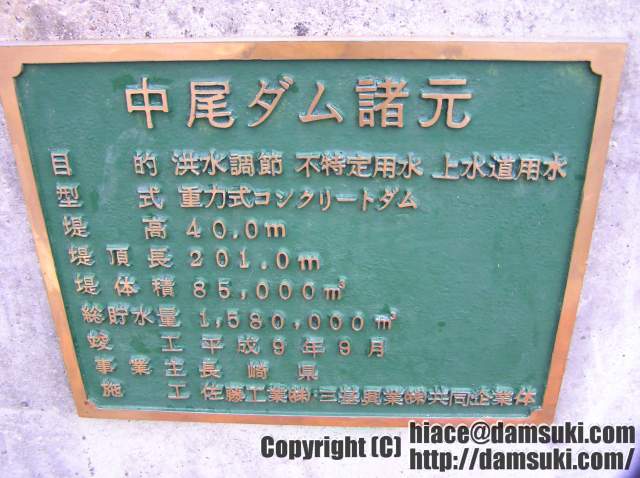 中尾ダム諸元
目的 洪水調節 不特定用水 上水道用水
型式 重力式コンクリートダム
堤高 40.0m
堤頂長 201.0m
堤体積 85,000m³
総貯水量 1,580,000m³
竣工 平成9年9月
事業主 長崎県
施工 佐藤工業㈱・三基興業㈱共同企業体
Copyright (C) hiace@damsuki.com
http://damsuki.com/